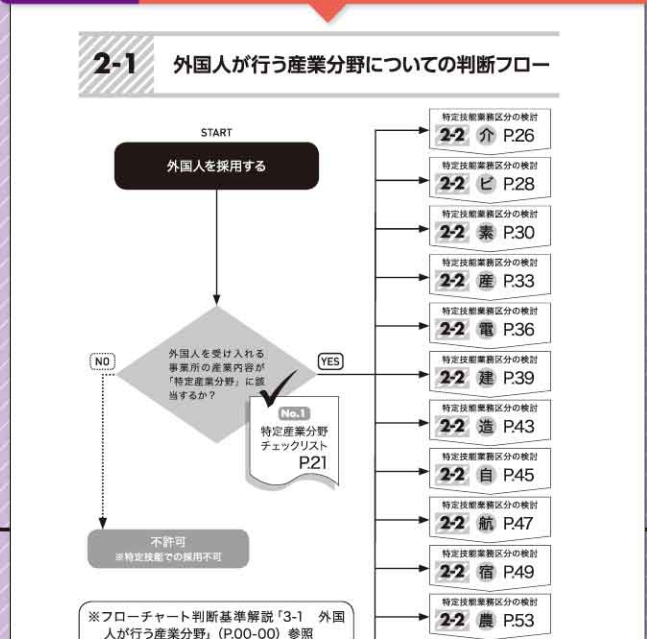 2-1 外国人が行う産業分野についての判断フロー
START
外国人を採用する
外国人を受け入れる
事業所の産業内容が
「特定産業分野」に該
当するか?
NO
YES
No.1
特定産業分野
チェックリスト
P.21
不許可
※特定技能での採用不可
※フローチャート判断基準解説「3-1 外国
人が行う産業分野」(P.00-00)参照
特定技能業務区分の検討
2-2 介 P.26
特定技能業務区分の検討
2-2 ビ P.28
特定技能業務区分の検討
2-2 素 P.30
特定技能業務区分の検討
2-2 産 P.33
特定技能業務区分の検討
2-2 電 P.36
特定技能業務区分の検討
2-2 建 P.39
特定技能業務区分の検討
2-2 造 P.43
特定技能業務区分の検討
2-2 自 P.45
特定技能業務区分の検討
2-2 航 P.47
特定技能業務区分の検討
2-2 宿 P.49
特定技能業務区分の検討
2-2 農 P.53